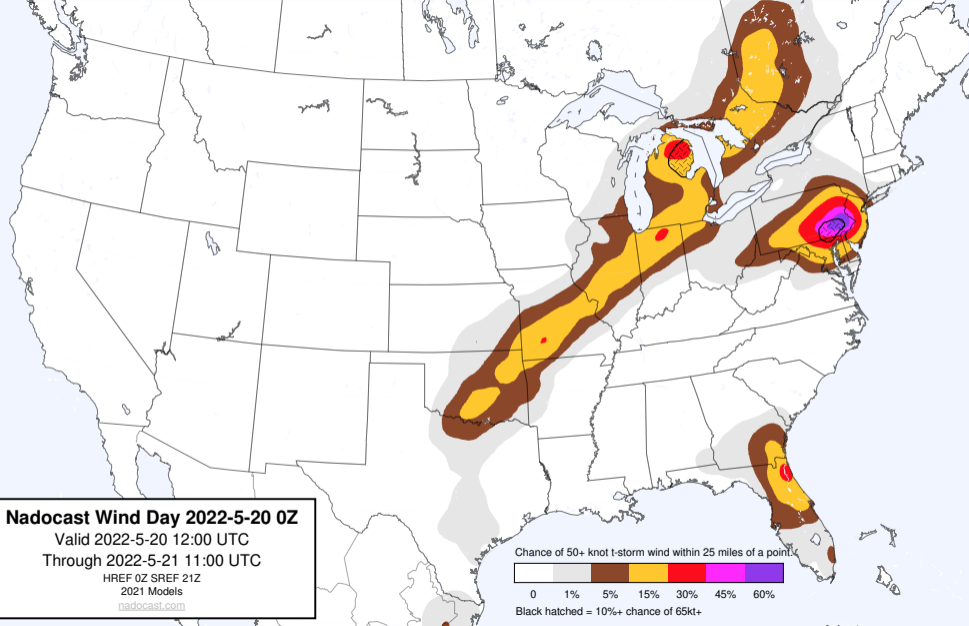 Nadocast Wind Day 2022-5-20 0Z
Valid 2022-5-20 12:00 UTC
Through 2022-5-21 11:00 UTC
HREF 0Z SREF 21Z
2021 Models
nadocast.com
Chance of 50+ knot t-storm wind within 25 miles of a point.
0 1% 5% 15% 30% 45% 60%
Black hatched = 10%+ chance of 65kt+